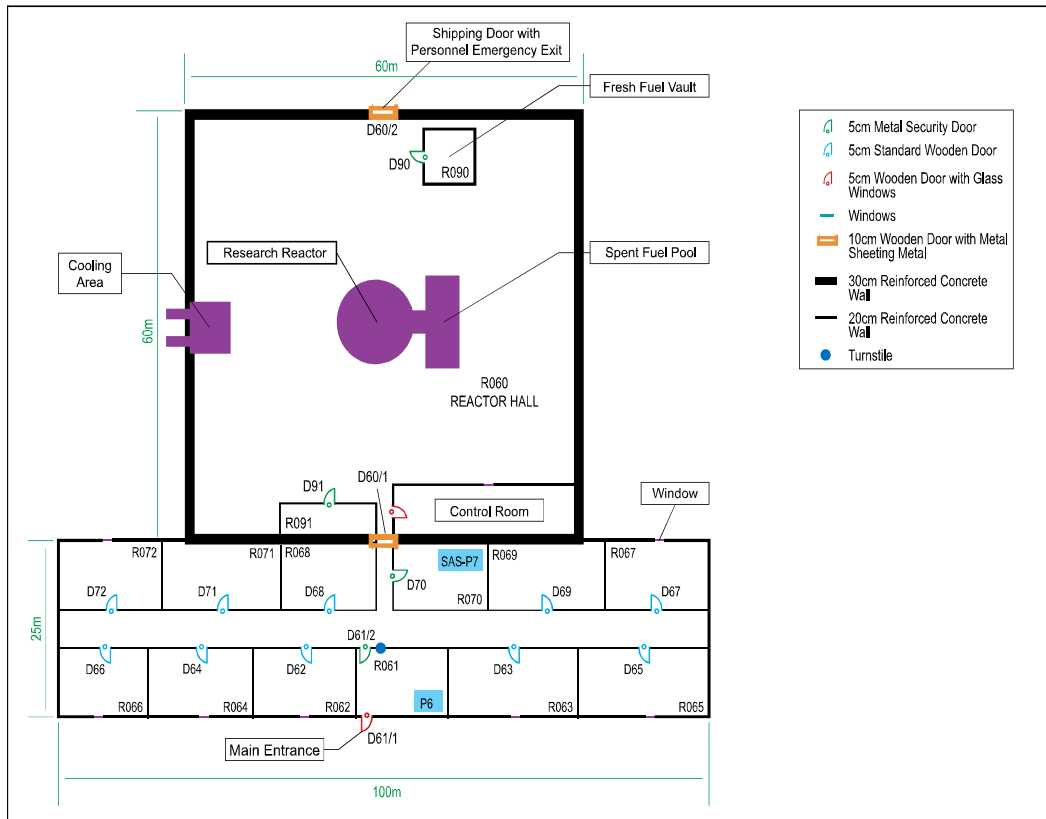 Shipping Door with
Personnel Emergency Exit
60m
Fresh Fuel Vault
D60/2
D90
R090
5cm Metal Security Door
5cm Standard Wooden Door
5cm Wooden Door with Glass
Windows
Windows
10cm Wooden Door with Metal
Sheeting Metal
30cm Reinforced Concrete
Wall
20cm Reinforced Concrete
Wall
Turnstile
Cooling
Area
Research Reactor
Spent Fuel Pool
60m
R060
REACTOR HALL
D91
D60/1
R091
Control Room
Window
R072
R071
R068
SAS-P7
R069
R067
D72
D71
D68
D70
R070
D69
D67
25m
D61/2
R061
D66
D64
D62
D63
D65
R066
R064
R062
P6
R063
R065
Main Entrance
D61/1
100m